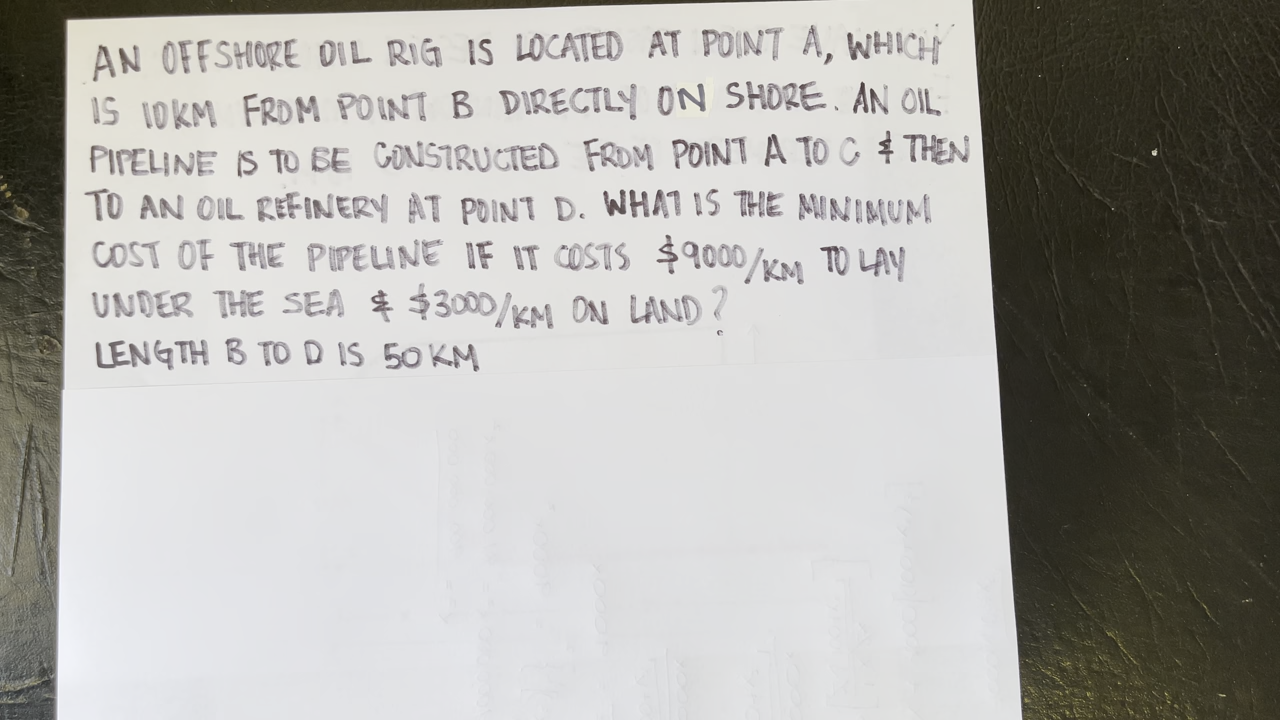 AN OFFSHORE OIL RIG IS LOCATED AT POINT A, WHICH
IS 10KM FROM POINT B DIRECTLY ON SHORE. AN OIL
PIPELINE IS TO BE CONSTRUCTED FROM POINT A TO C & THEN
TO AN OIL REFINERY AT POINT D. WHAT IS THE MINIMUM
COST OF THE PIPELINE IF IT COSTS $9000/KM TO LAY
UNDER THE SEA & $3000/KM ON LAND?
LENGTH B TO D IS 50KM